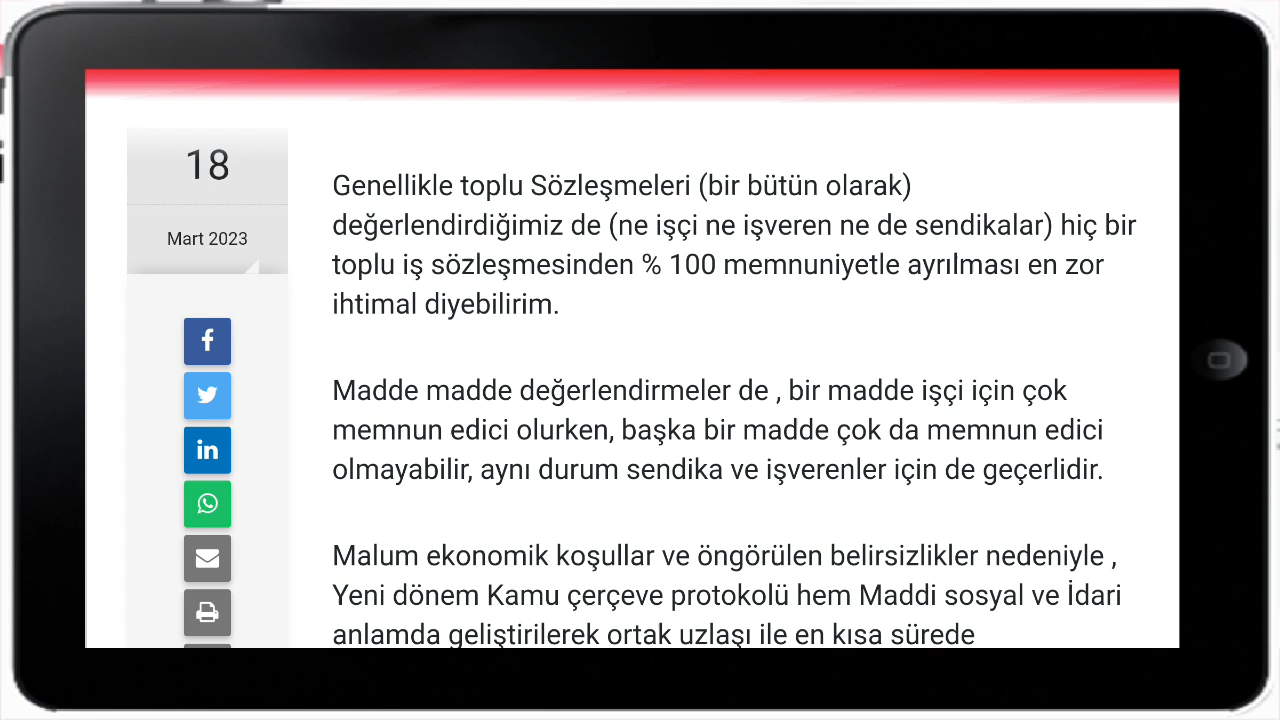 18
Mart 2023
Genellikle toplu Sözleşmeleri (bir bütün olarak)
değerlendirdiğimiz de (ne işçi ne işveren ne de sendikalar) hiç bir
toplu iş sözleşmesinden % 100 memnuniyetle ayrılması en zor
ihtimal diyebilirim.
Madde madde değerlendirmeler de , bir madde işçi için çok
memnun edici olurken, başka bir madde çok da memnun edici
olmayabilir, aynı durum sendika ve işverenler için de geçerlidir.
Malum ekonomik koşullar ve öngörülen belirsizlikler nedeniyle ,
Yeni dönem Kamu çerçeve protokolü hem Maddi sosyal ve İdari
anlamda geliştirilerek ortak uzlaşı ile en kısa sürede